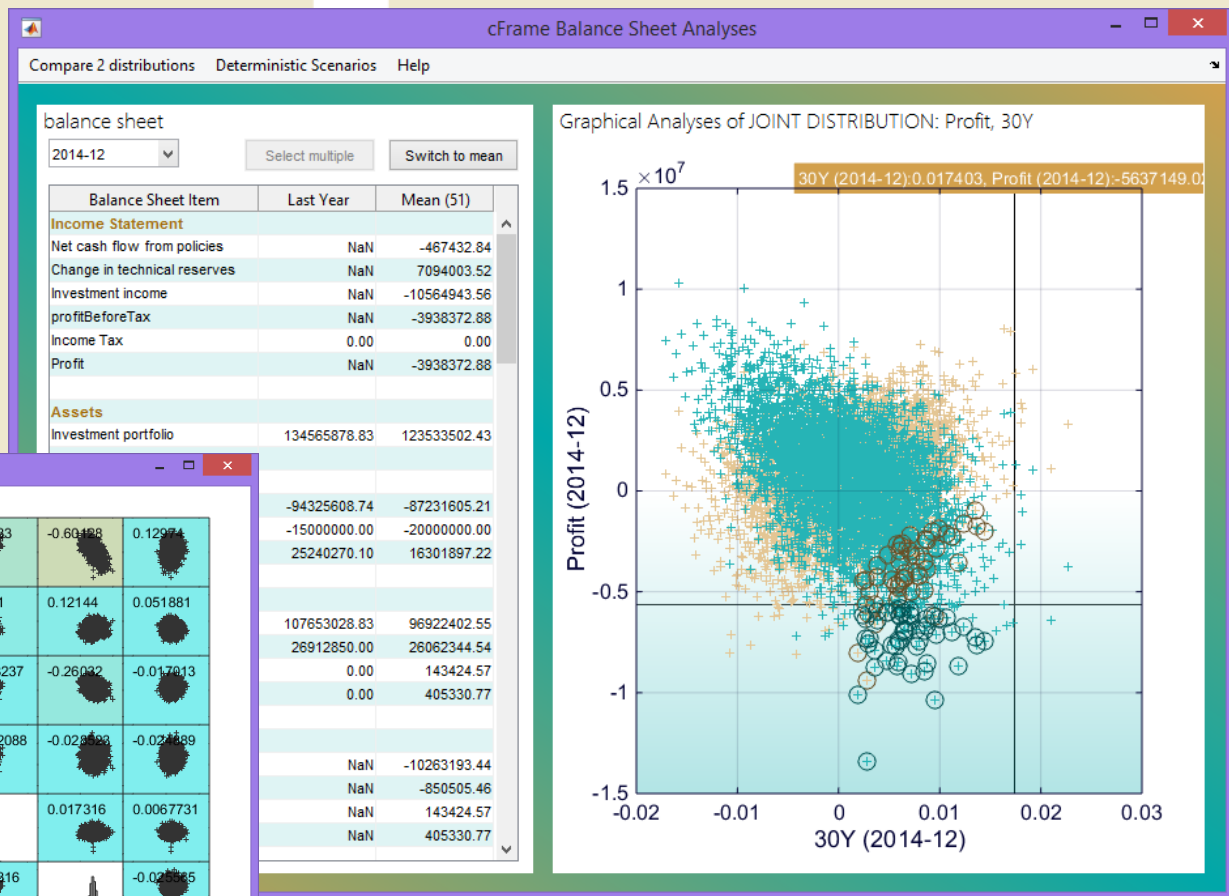 cFrame Balance Sheet Analyses
Compare 2 distributions Deterministic Scenarios Help
balance sheet
2014-12 Select multiple Switch to mean
Balance Sheet Item Last Year Mean (51)
Income Statement
Net cash flow from policies NaN -467432.84
Change in technical reserves NaN 7094003.52
Investment income NaN -10564943.56
profitBeforeTax NaN -3938372.88
Income Tax 0.00 0.00
Profit NaN -3938372.88
Assets
Investment portfolio 134565878.83 123533502.43
-94325608.74 -87231605.21
-15000000.00 -20000000.00
25240270.10 16301897.22
107653028.83 96922402.55
26912850.00 26062344.54
0.00 143424.57
0.00 405330.77
NaN -10263193.44
NaN -850505.46
NaN 143424.57
NaN 405330.77
Graphical Analyses of JOINT DISTRIBUTION: Profit, 30Y
30Y (2014-12):0.017403, Profit (2014-12):-5637149.0
×10^7
1.5
1
0.5
0
-0.5
-1
-1.5
Profit (2014-12)
-0.02 -0.01 0 0.01 0.02 0.03
30Y (2014-12)
-0.60428 0.12974
0.12144 0.051881
237 -0.26032 -0.017913
2088
0.017316 0.0067731